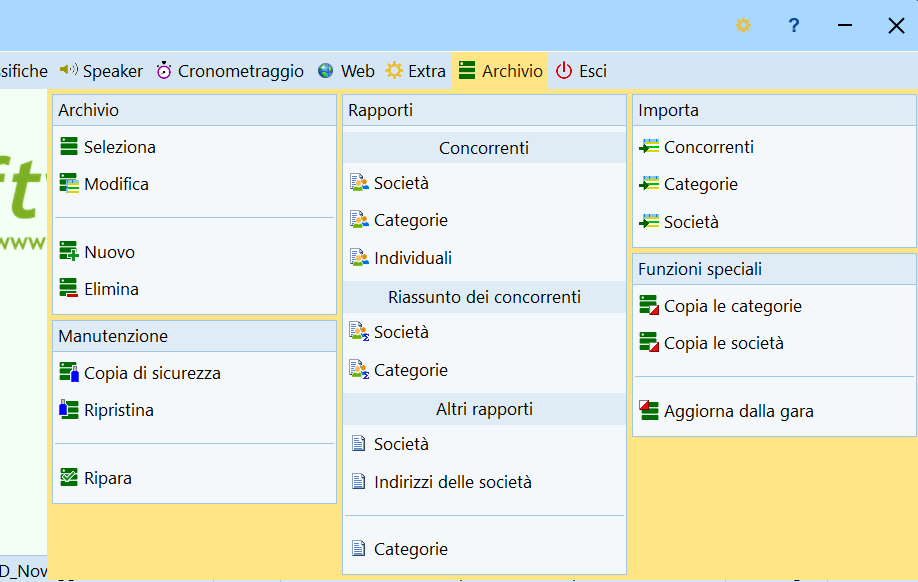 ?
sifiche Speaker Cronometraggio Web Extra Archivio Esci
Archivio
Seleziona
Modifica
Nuovo
Elimina
Manutenzione
Copia di sicurezza
Ripristina
Ripara
Rapporti
Concorrenti
Società
Categorie
Individuali
Riassunto dei concorrenti
Società
Categorie
Altri rapporti
Società
Indirizzi delle società
Categorie
Importa
Concorrenti
Categorie
Società
Funzioni speciali
Copia le categorie
Copia le società
Aggiorna dalla gara
www
D_Nov